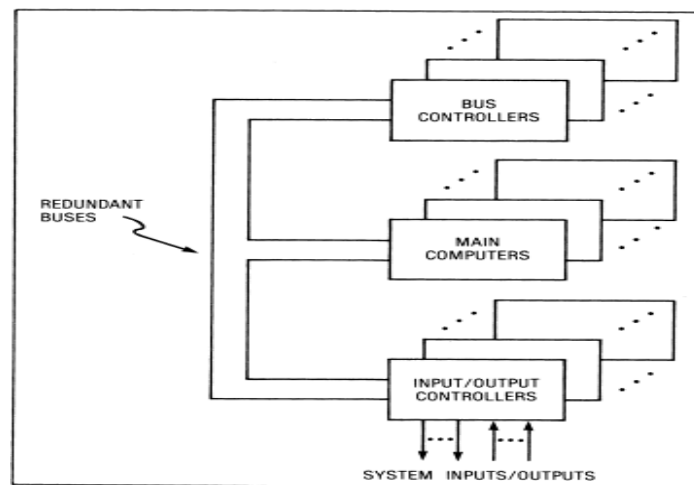 BUS
CONTROLLERS
REDUNDANT
BUSES
MAIN
COMPUTERS
INPUT/OUTPUT
CONTROLLERS
SYSTEM INPUTS/OUTPUTS